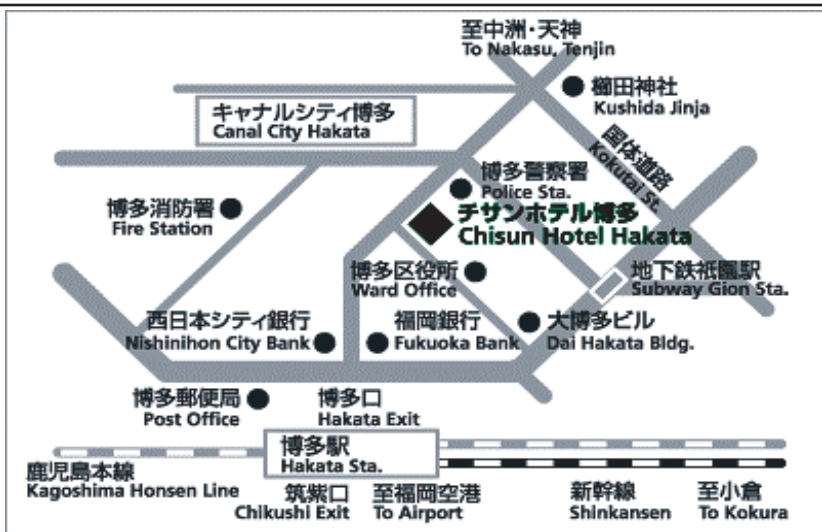 至中洲・天神
To Nakasu, Tenjin
櫛田神社
Kushida Jinja
キャナルシティ博多
Canal City Hakata
国体道路
Kokutai St.
博多警察署
Police Sta.
博多消防署
Fire Station
チサンホテル博多
Chisun Hotel Hakata
博多区役所
Ward Office
地下鉄祇園駅
Subway Gion Sta.
西日本シティ銀行
Nishinihon City Bank
福岡銀行
Fukuoka Bank
大博多ビル
Dai Hakata Bldg.
博多郵便局
Post Office
博多口
Hakata Exit
博多駅
Hakata Sta.
鹿児島本線
Kagoshima Honsen Line
筑紫口
Chikushi Exit
至福岡空港
To Airport
新幹線
Shinkansen
至小倉
To Kokura